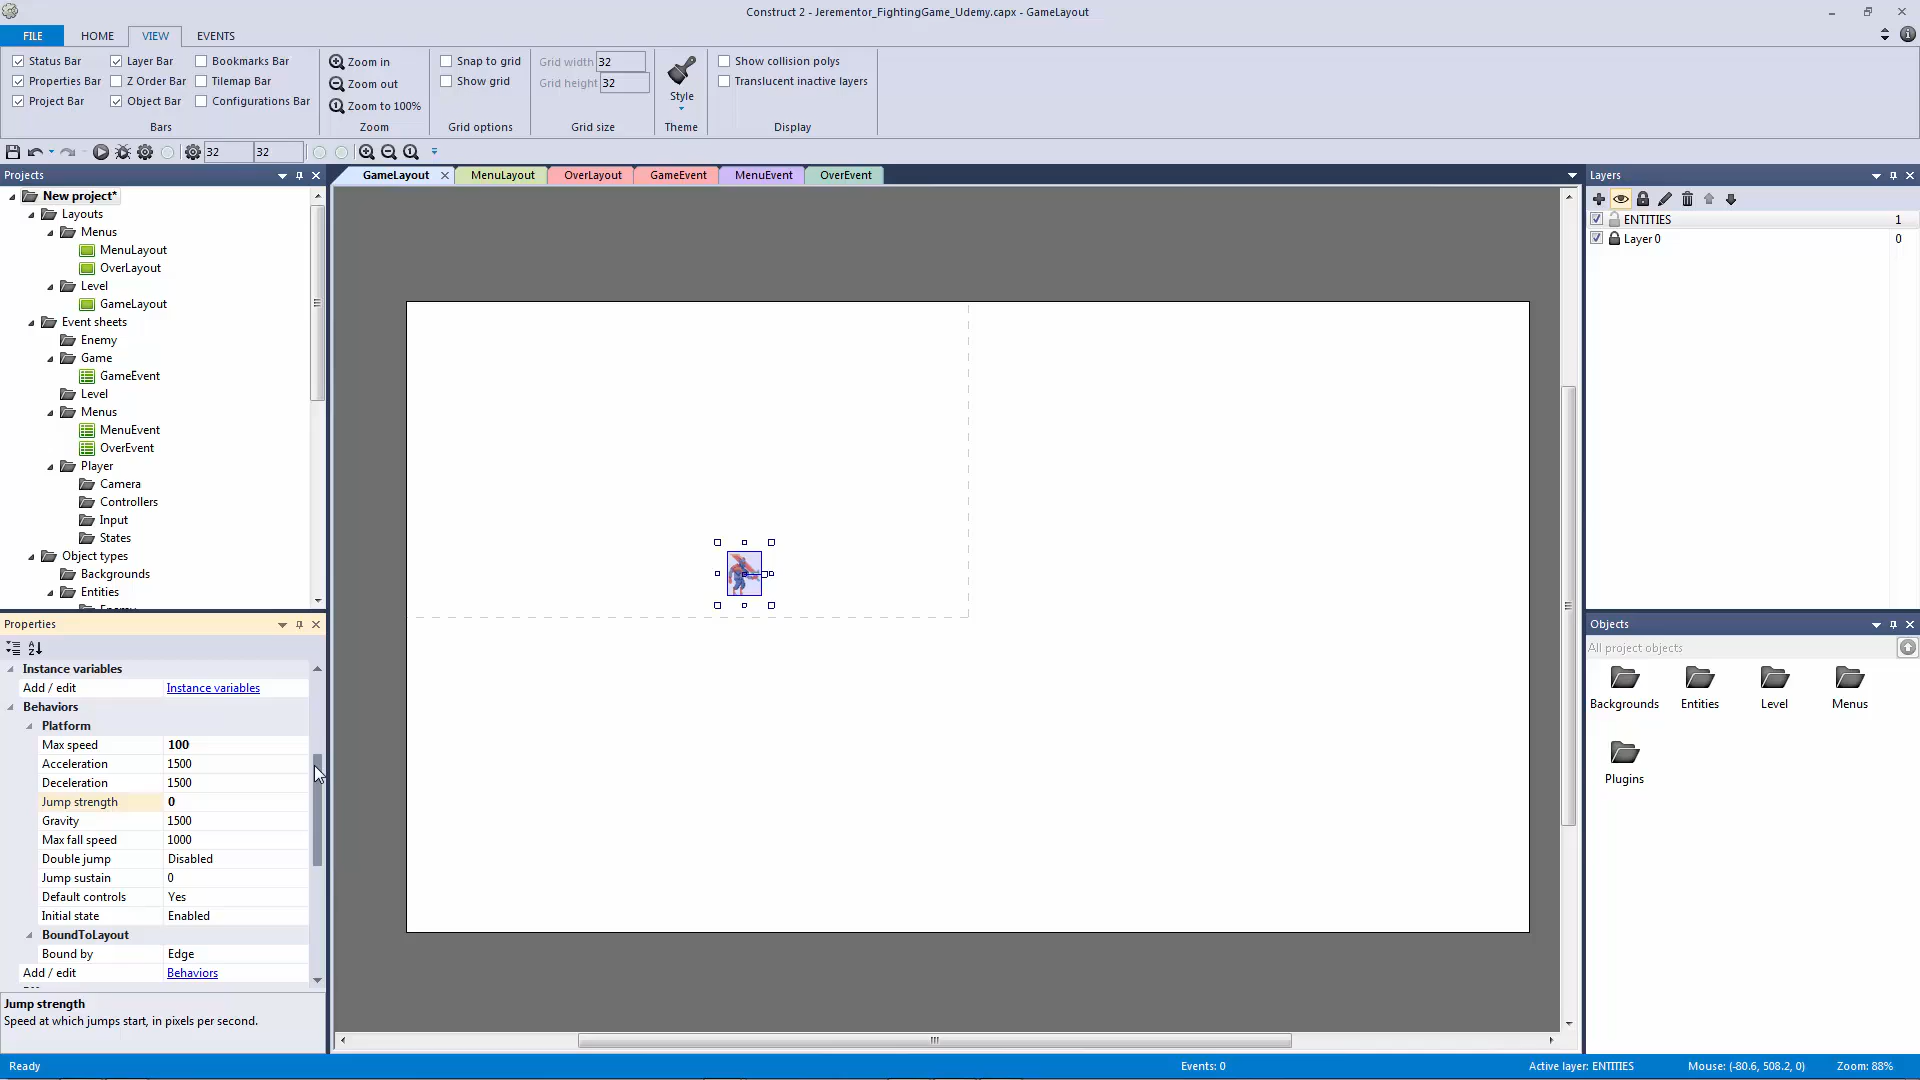 Construct 2 - Jerementor_FightingGame_Udemy.capx - GameLayout
FILE HOME VIEW EVENTS
Status Bar Layer Bar Bookmarks Bar
Properties Bar Z Order Bar Tilemap Bar
Project Bar Object Bar Configurations Bar
Bars
Zoom in
Zoom out
Zoom to 100%
Zoom
Snap to grid
Show grid
Grid options
Grid width 32
Grid height 32
Grid size
Style
Theme
Show collision polys
Translucent inactive layers
Display
32 32
Projects
New project*
Layouts
Menus
MenuLayout
OverLayout
Level
GameLayout
Event sheets
Enemy
Game
GameEvent
Level
Menus
MenuEvent
OverEvent
Player
Camera
Controllers
Input
States
Object types
Backgrounds
Entities
GameLayout MenuLayout OverLayout GameEvent MenuEvent OverEvent
Layers
ENTITIES 1
Layer 0 0
Properties
Instance variables
Add / edit Instance variables
Behaviors
Platform
Max speed 100
Acceleration 1500
Deceleration 1500
Jump strength 0
Gravity 1500
Max fall speed 1000
Double jump Disabled
Jump sustain 0
Default controls Yes
Initial state Enabled
BoundToLayout
Bound by Edge
Add / edit Behaviors
Jump strength
Speed at which jumps start, in pixels per second.
Objects
All project objects
Backgrounds Entities Level Menus
Plugins
Ready Events: 0 Active layer: ENTITIES Mouse: (-80.6, 508.2, 0) Zoom: 88%